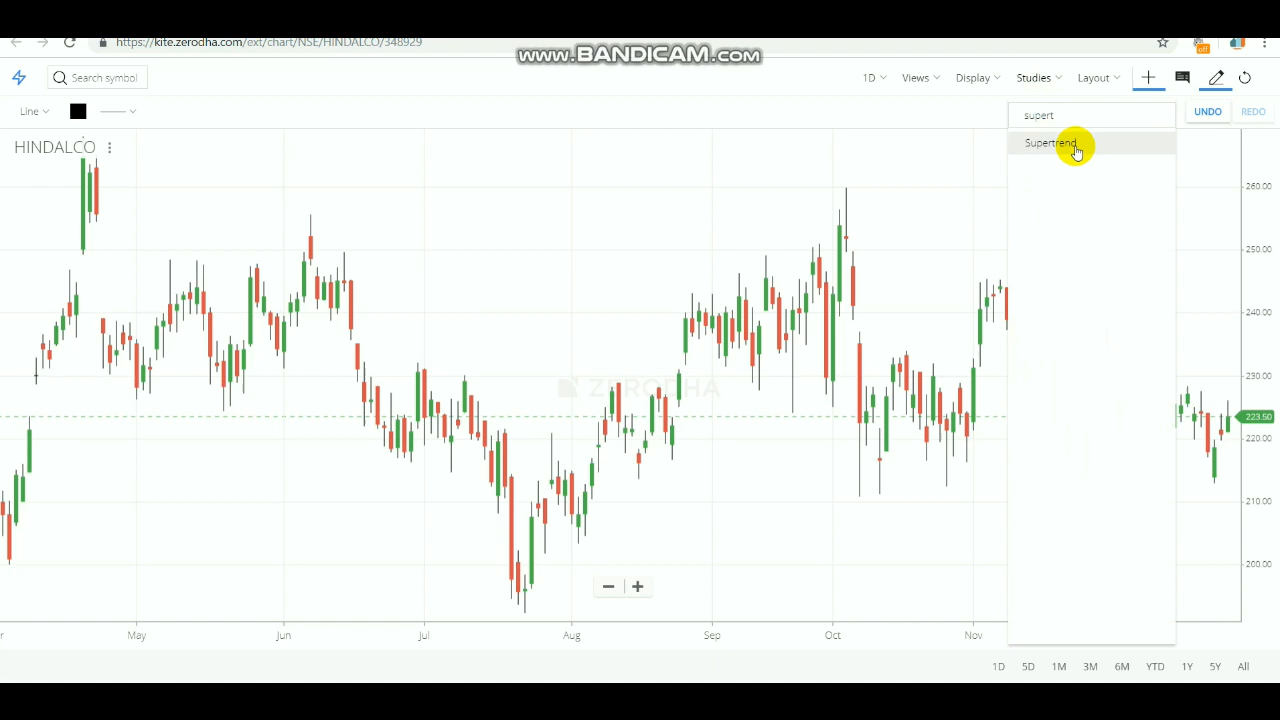 https://kite.zerodha.com/ext/chart/NSE/HINDALCO/348929
www.BANDICAM.com
off
Search symbol
1D
Views
Display
Studies
Layout
Line
supert
UNDO
REDO
Supertrend
HINDALCO
260.00
250.00
240.00
230.00
ZERODHA
223.50
220.00
210.00
200.00
May
Jun
Jul
Aug
Sep
Oct
Nov
1D 5D 1M 3M 6M YTD 1Y 5Y All